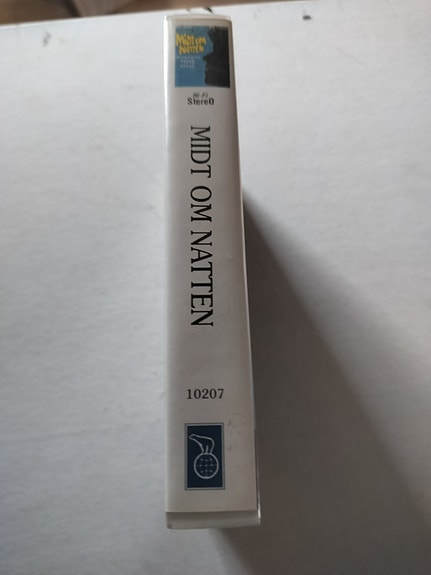 MIDT OM
NATTEN
HI-FI
StereO
MIDT OM NATTEN
10207